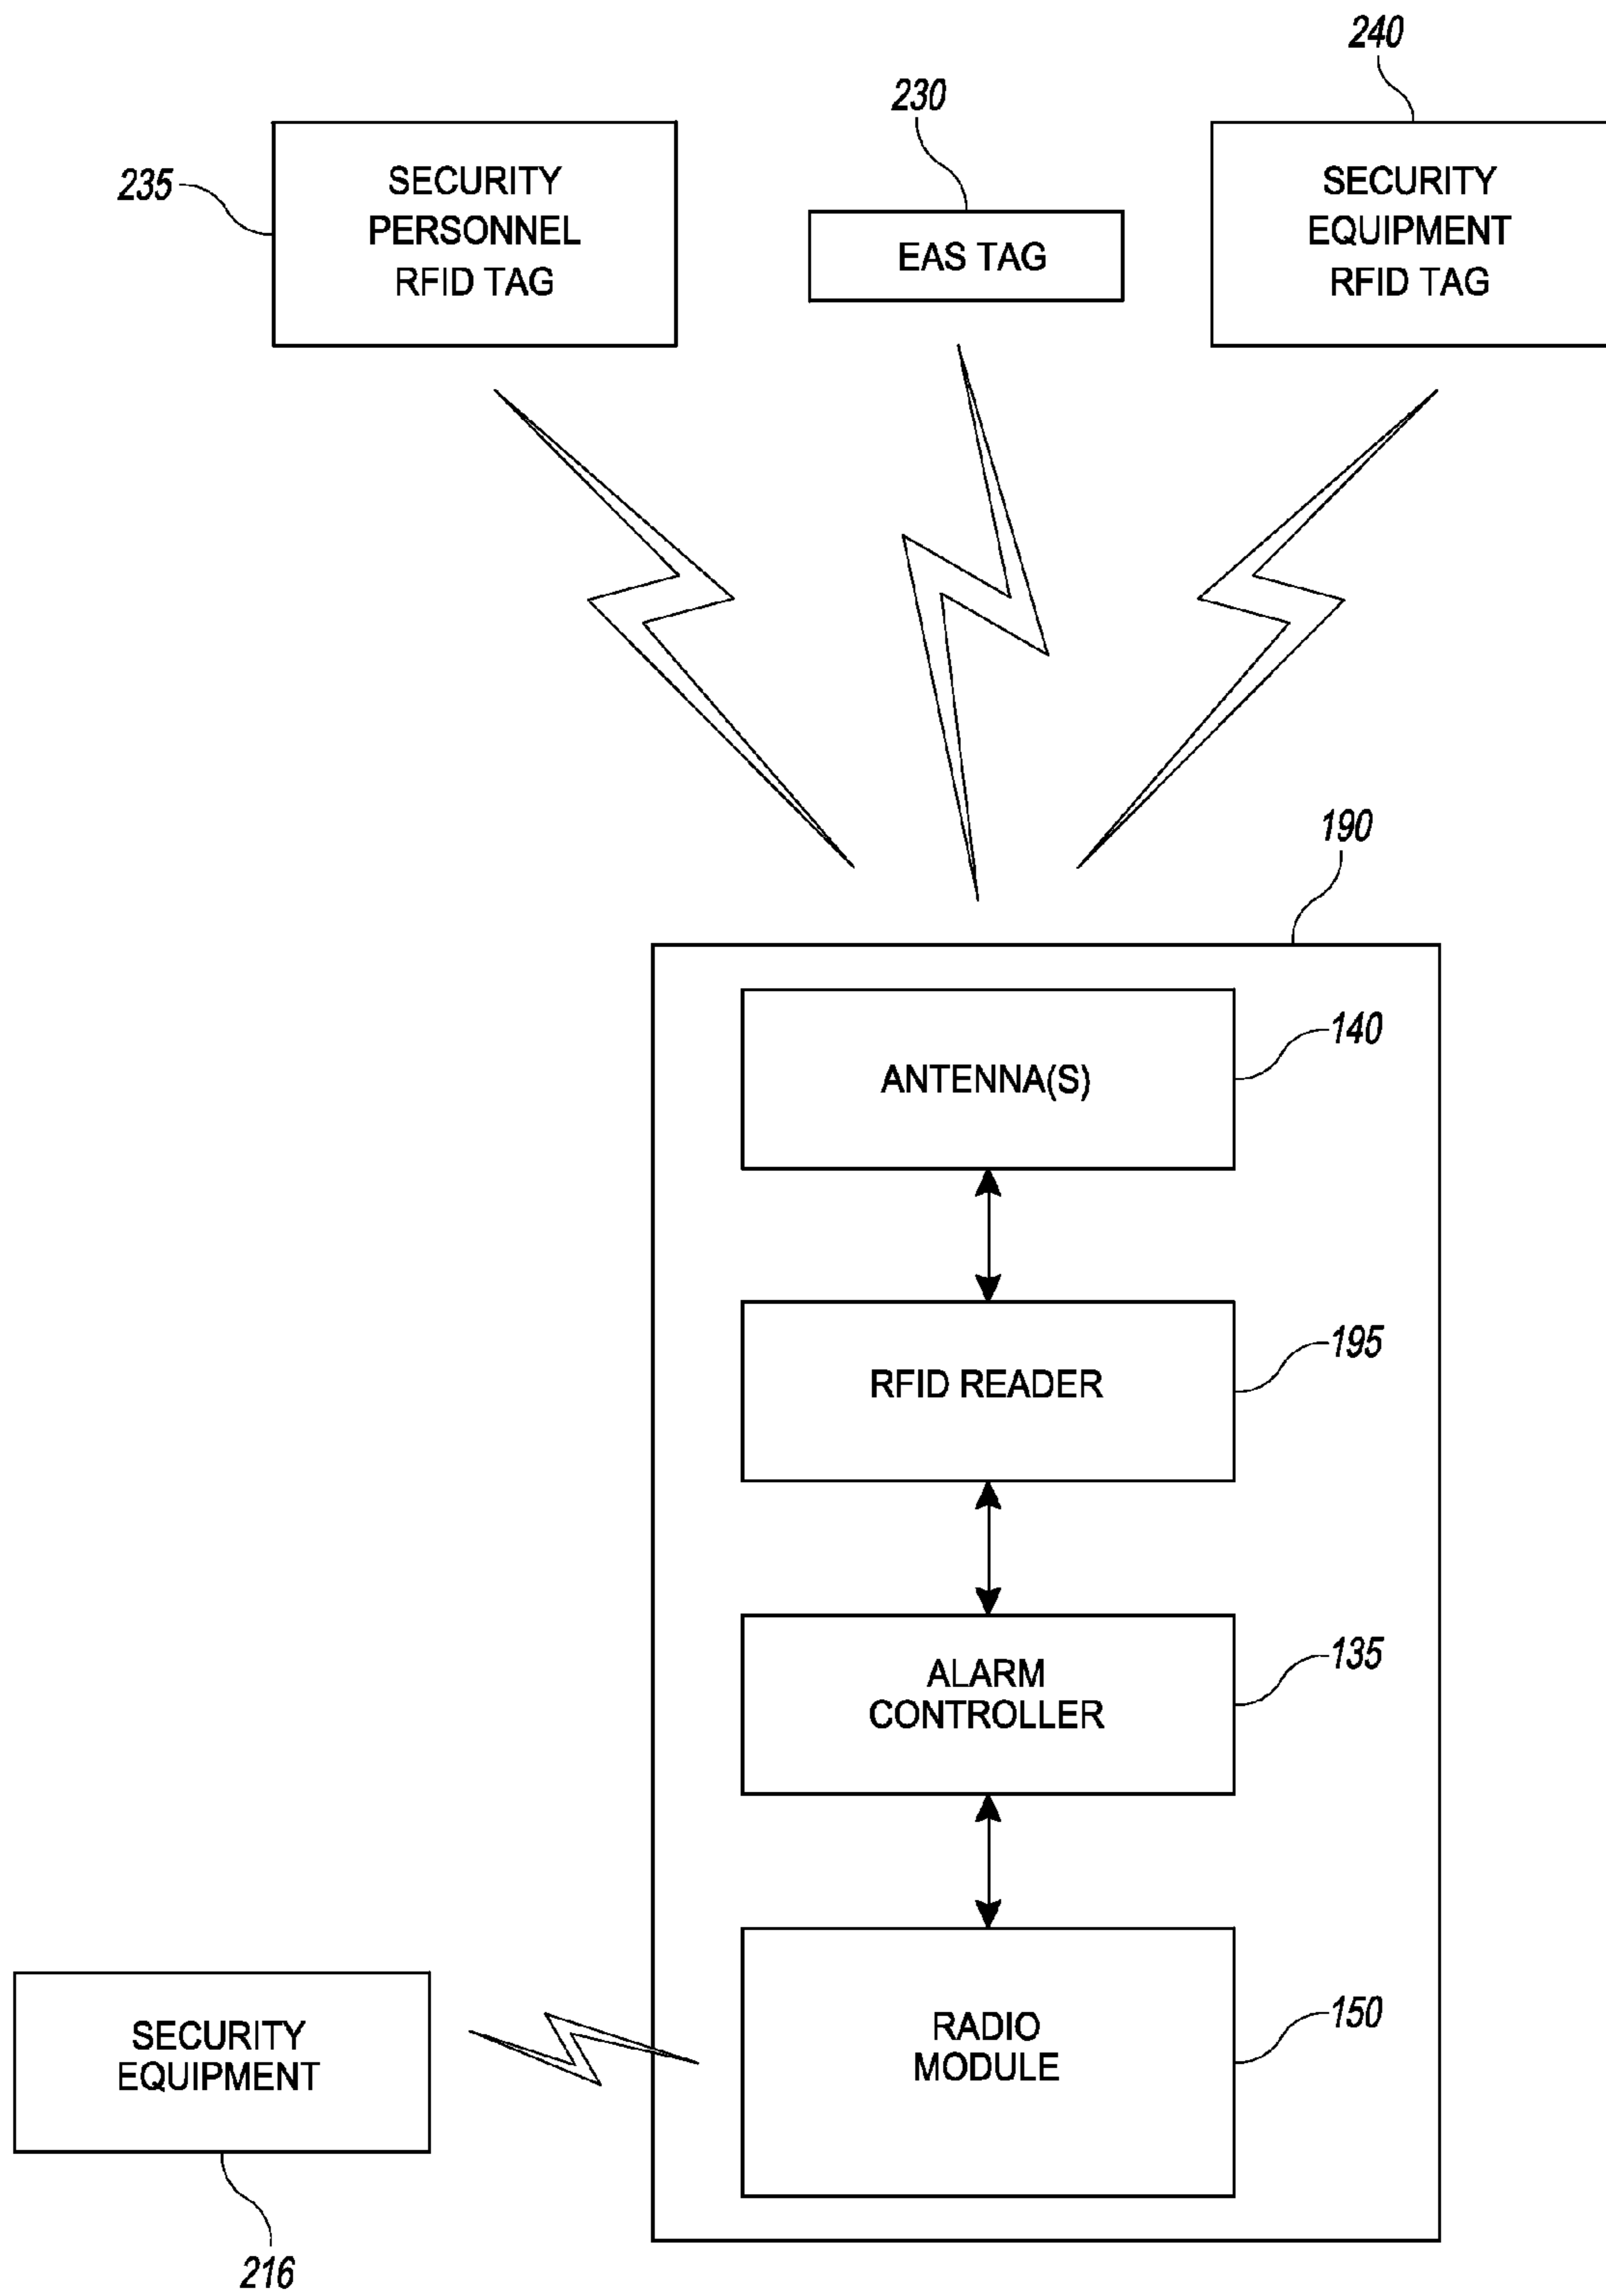 240
230
235
SECURITY
PERSONNEL
RFID TAG
EAS TAG
SECURITY
EQUIPMENT
RFID TAG
190
ANTENNA(S)
140
RFID READER
195
ALARM
CONTROLLER
135
RADIO
MODULE
150
SECURITY
EQUIPMENT
216